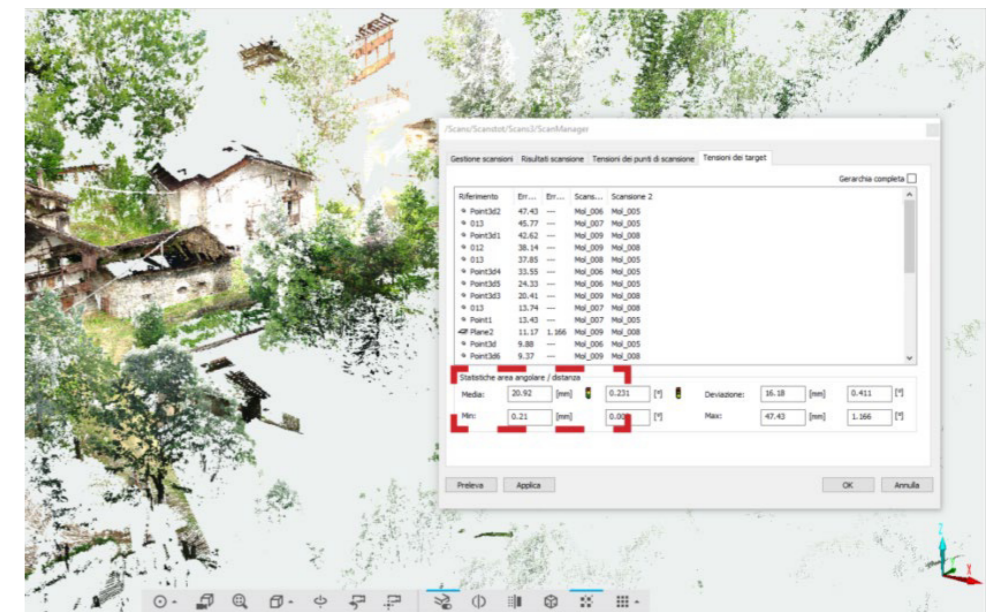 /Scans/Scanstot/Scans3/ScanManager
Gestione scansioni Risultati scansione Tensioni dei punti di scansione Tensioni dei target
Gerarchia completa
Riferimento Err... Err... Scans... Scansione 2
Point3d2 47.43 --- Mol_006 Mol_005
013 45.77 --- Mol_007 Mol_005
Point3d1 42.62 --- Mol_009 Mol_008
012 38.14 --- Mol_009 Mol_008
013 37.85 --- Mol_008 Mol_005
Point3d4 33.55 --- Mol_006 Mol_005
Point3d5 24.33 --- Mol_006 Mol_005
Point3d3 20.41 --- Mol_009 Mol_008
013 13.74 --- Mol_007 Mol_008
Point1 13.43 --- Mol_007 Mol_005
Plane2 11.17 1.166 Mol_009 Mol_008
Point3d 9.88 --- Mol_006 Mol_005
Point3d6 9.37 --- Mol_009 Mol_008
Statistiche area angolare / distanza
Media: 20.92 [mm] 0.231 [°] Deviazione: 16.18 [mm] 0.411 [°]
Min: 0.21 [mm] [°] Max: 47.43 [mm] 1.166 [°]
Preleva Applica OK Annulla
Z
X